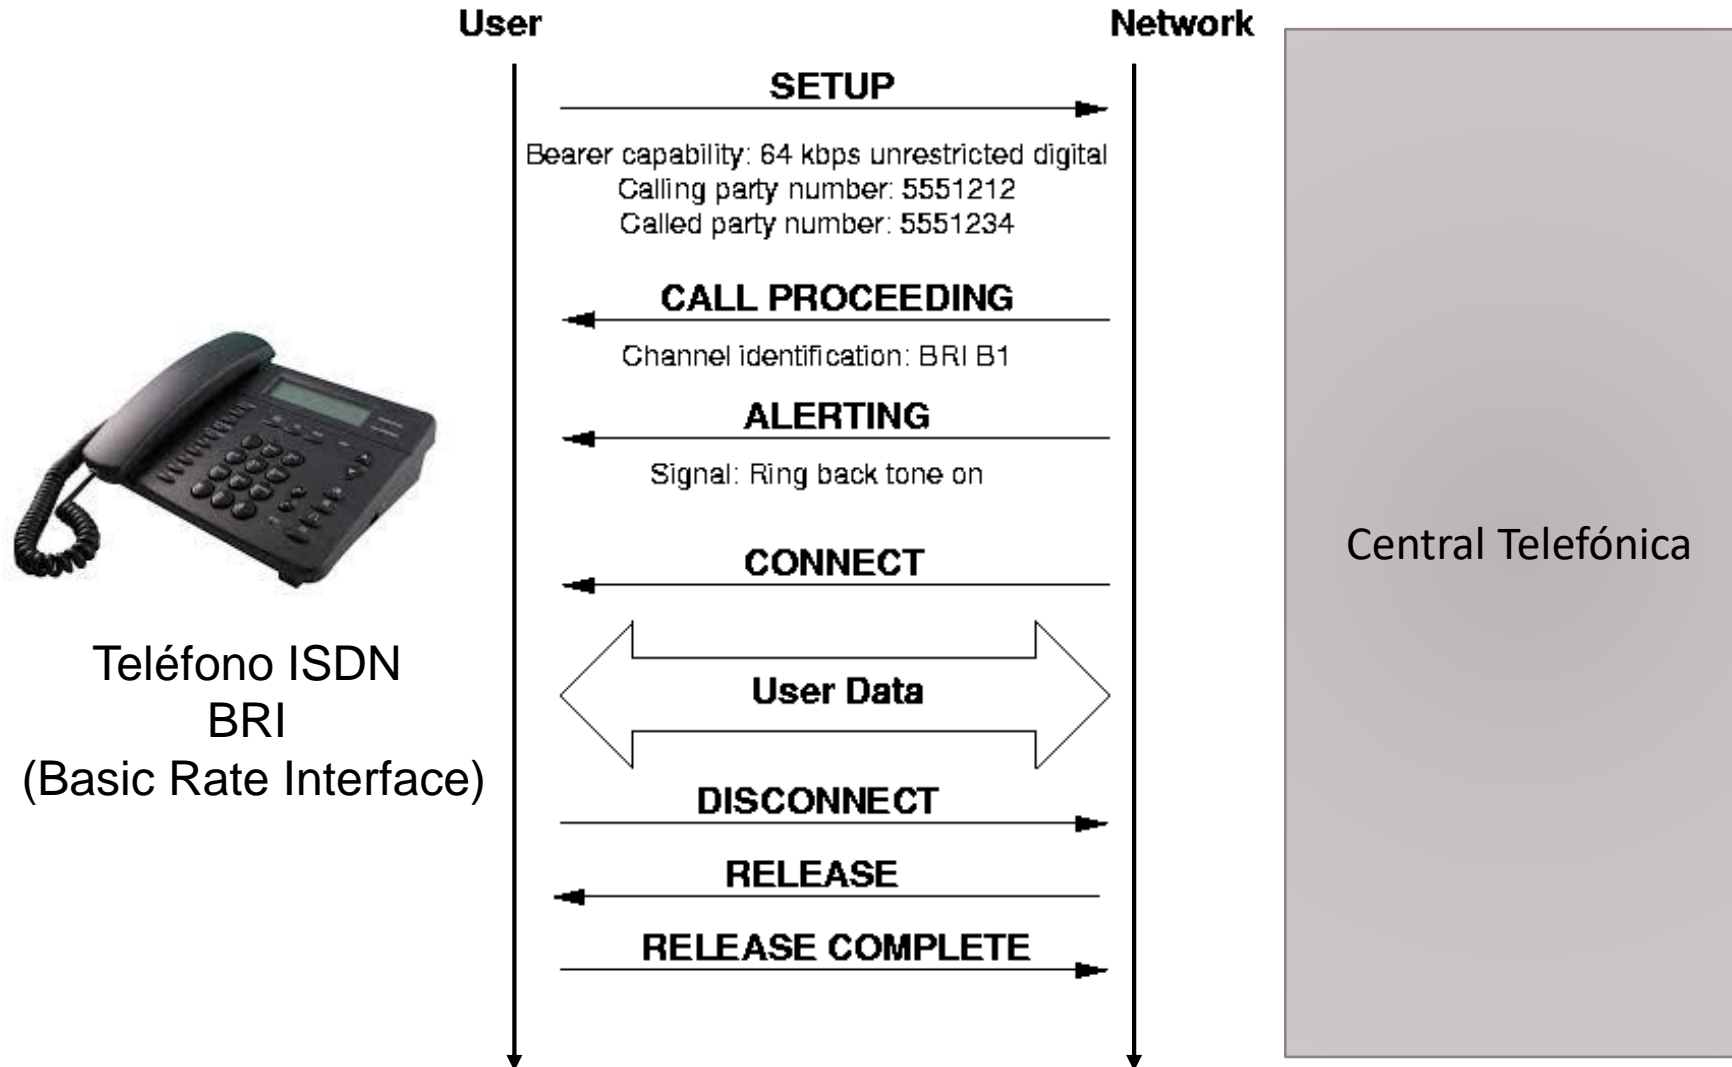 User
Network
SETUP
Bearer capability: 64 kbps unrestricted digital
Calling party number: 5551212
Called party number: 5551234
CALL PROCEEDING
Channel identification: BRI B1
ALERTING
Signal: Ring back tone on
CONNECT
User Data
DISCONNECT
RELEASE
RELEASE COMPLETE
Teléfono ISDN
BRI
(Basic Rate Interface)
Central Telefónica